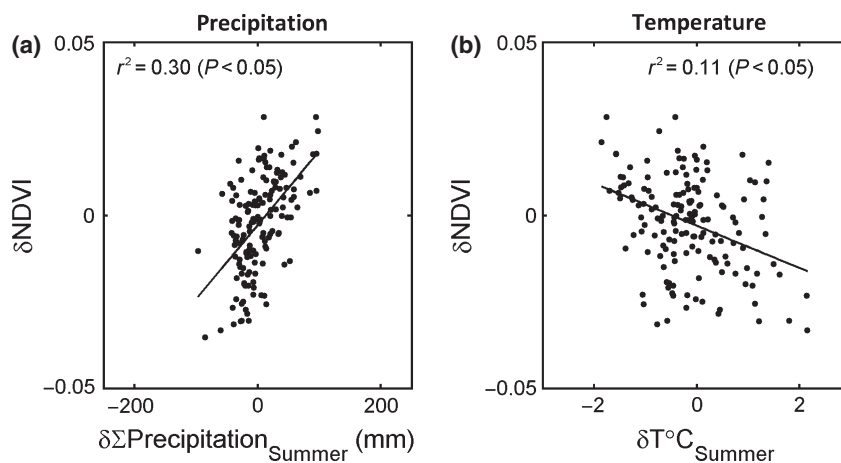 Precipitation
(a)
0.05
r² = 0.30 (P < 0.05)
δNDVI
0
−0.05
−200
0
200
δΣPrecipitation_Summer (mm)
Temperature
(b)
0.05
r² = 0.11 (P < 0.05)
δNDVI
0
−0.05
−2
0
2
δT°C_Summer